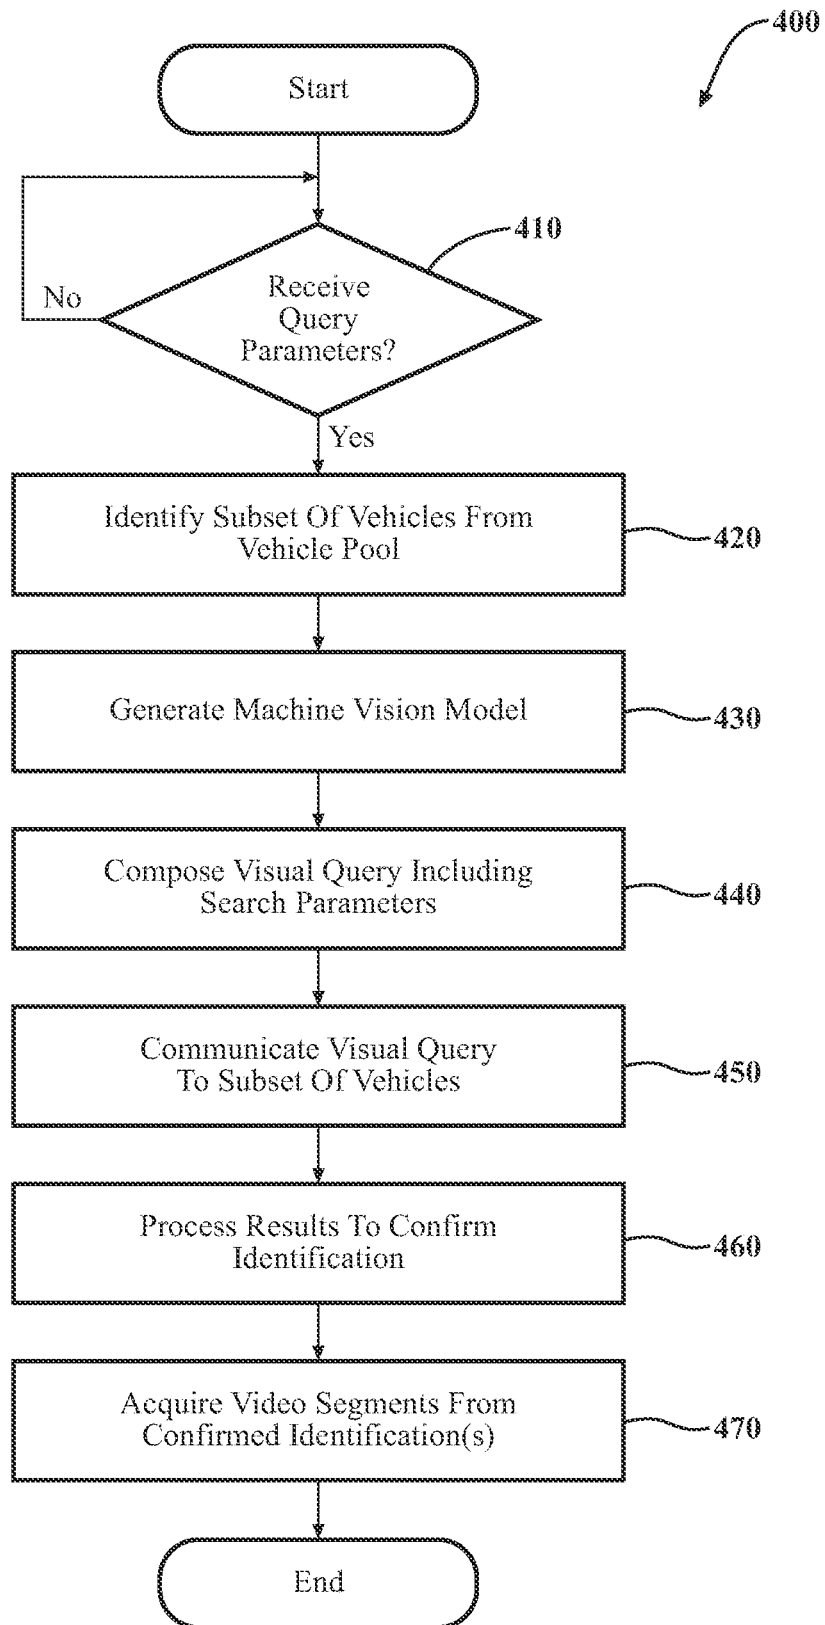 400
Start
410
Receive
Query
Parameters?
No
Yes
Identify Subset Of Vehicles From
Vehicle Pool
420
Generate Machine Vision Model
430
Compose Visual Query Including
Search Parameters
440
Communicate Visual Query
To Subset Of Vehicles
450
Process Results To Confirm
Identification
460
Acquire Video Segments From
Confirmed Identification(s)
470
End